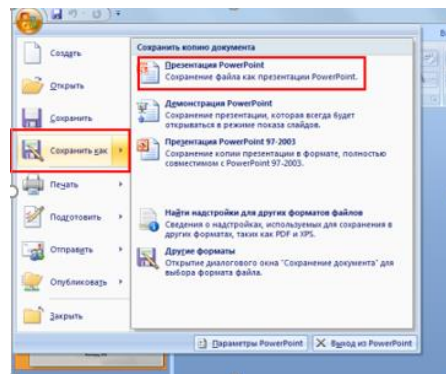 Создать
Открыть
Сохранить
Сохранить как
Печать
Подготовить
Отправить
Опубликовать
Закрыть
Сохранить копию документа
Презентация PowerPoint
Сохранение файла как презентации PowerPoint.
Демонстрация PowerPoint
Сохранение презентации, которая всегда будет
открываться в режиме показа слайдов.
Презентация PowerPoint 97-2003
Сохранение копии презентации в формате, полностью
совместимом с PowerPoint 97-2003.
Найти надстройки для других форматов файлов
Сведения о надстройках, используемых для сохранения в
других форматах, таких как PDF и XPS.
Другие форматы
Открытие диалогового окна "Сохранение документа" для
выбора формата файла.
Параметры PowerPoint
Выход из PowerPoint